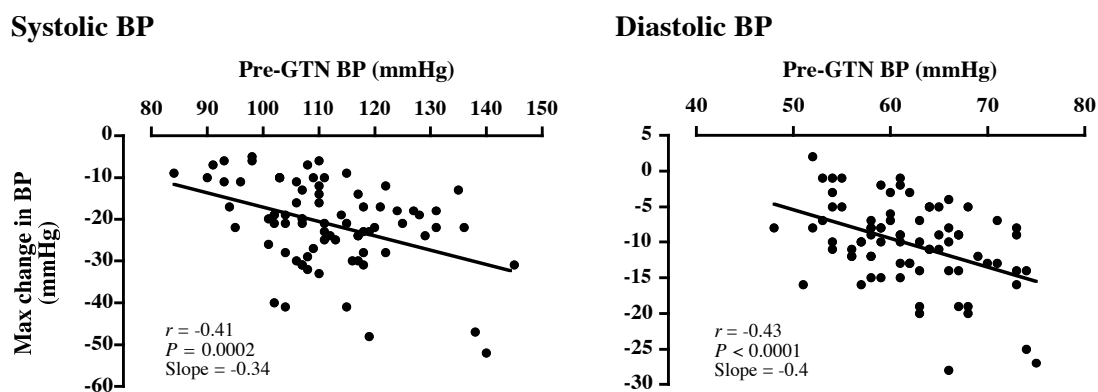 Systolic BP
Diastolic BP
Pre-GTN BP (mmHg)
Pre-GTN BP (mmHg)
80 90 100 110 120 130 140 150
40 50 60 70 80
0
-10
-20
-30
-40
-50
-60
Max change in BP
(mmHg)
r = -0.41
P = 0.0002
Slope = -0.34
5
0
-5
-10
-15
-20
-25
-30
r = -0.43
P < 0.0001
Slope = -0.4